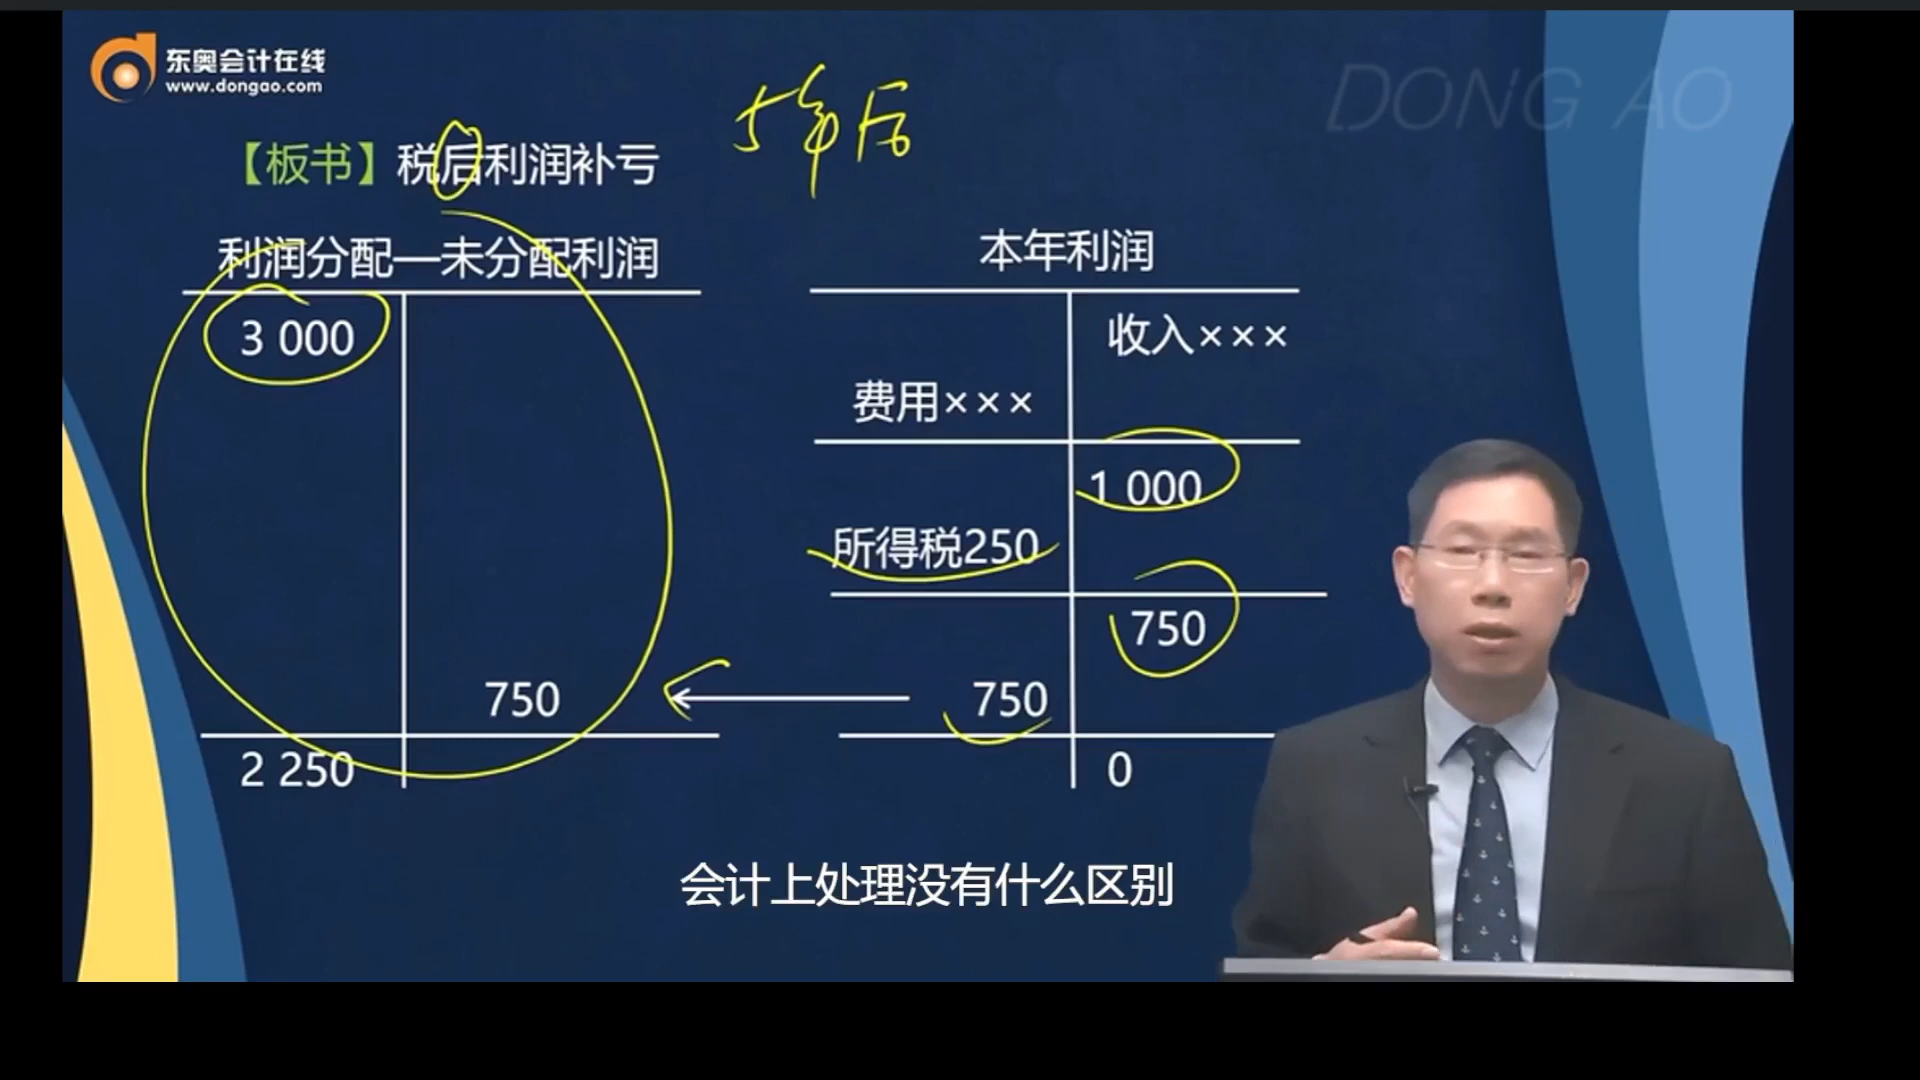 东奥会计在线
www.dongao.com
DONG AO
5年后
【板书】税后利润补亏
利润分配—未分配利润
本年利润
3 000
收入×××
费用×××
1 000
所得税250
750
750
750
2 250
0
会计上处理没有什么区别